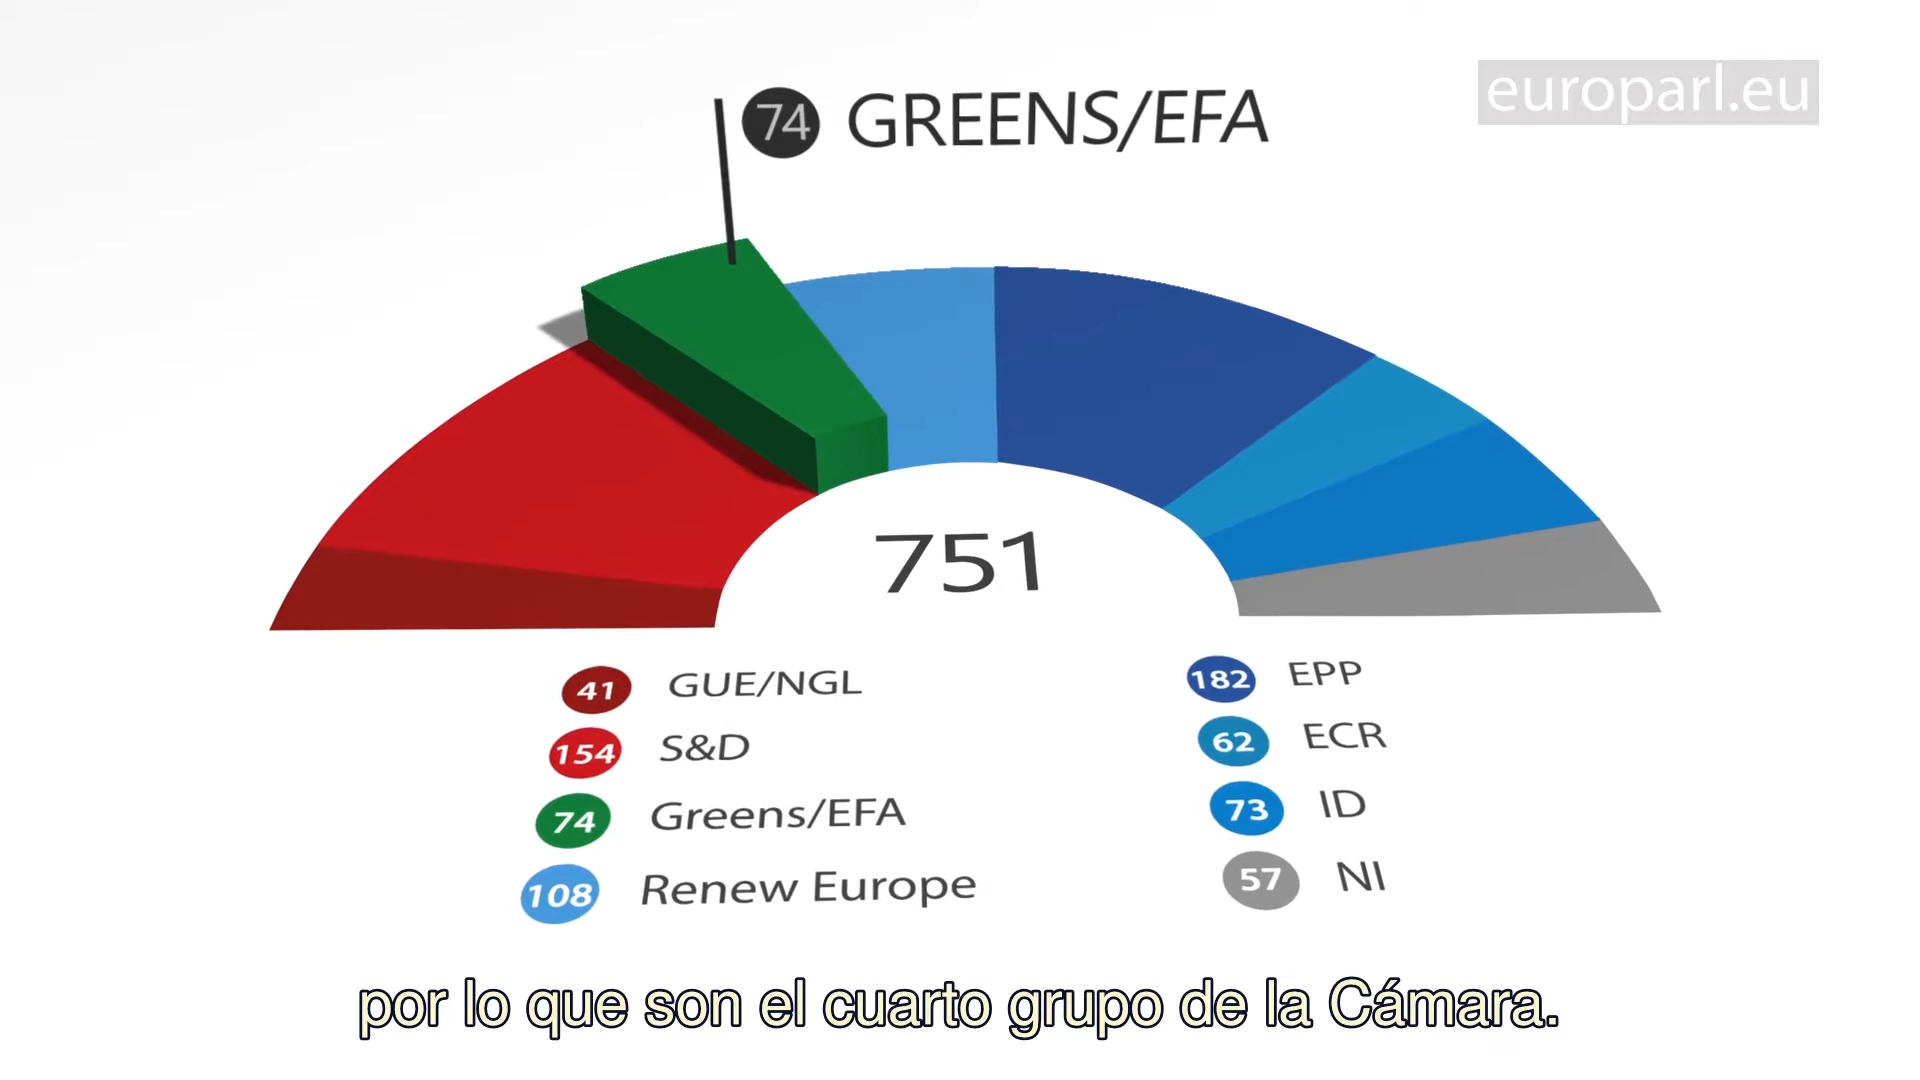 europarl.eu
74 GREENS/EFA
751
41 GUE/NGL
154 S&D
74 Greens/EFA
108 Renew Europe
182 EPP
62 ECR
73 ID
57 NI
por lo que son el cuarto grupo de la Cámara.